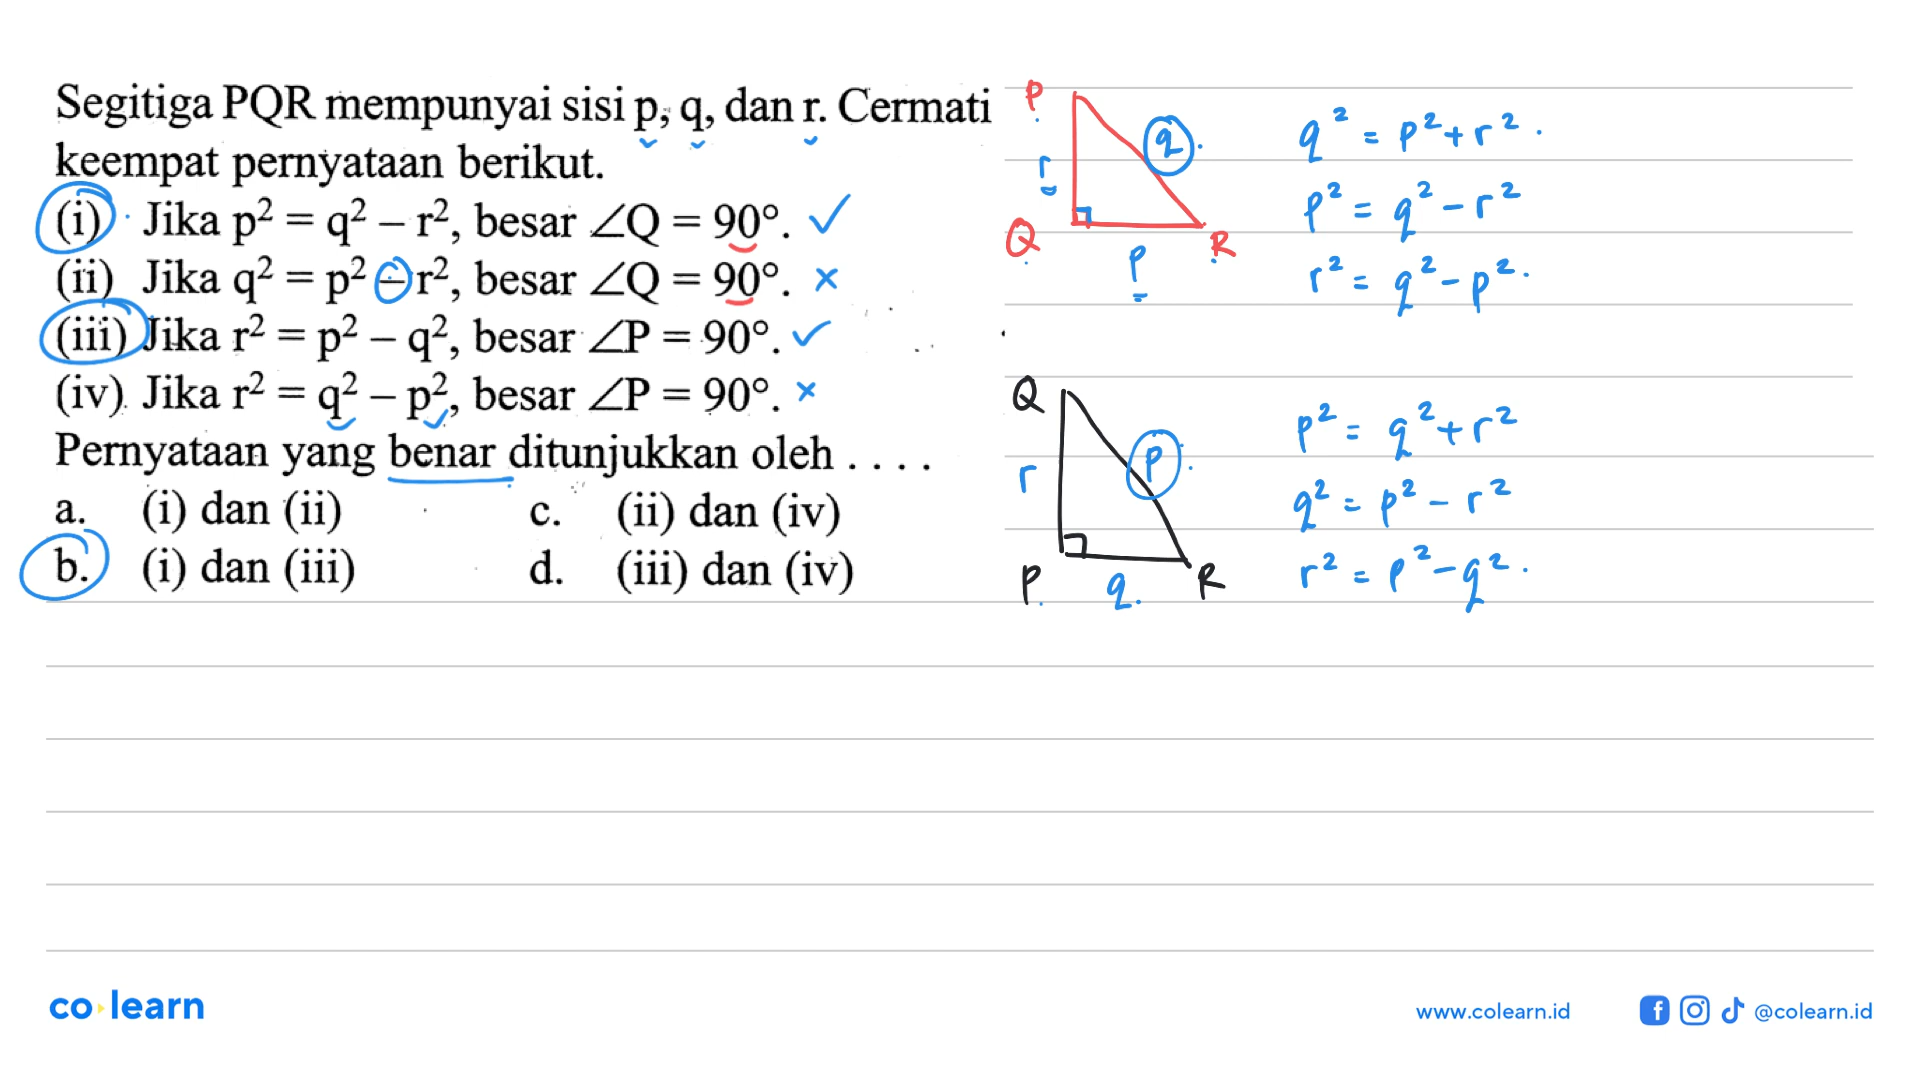 Segitiga PQR mempunyai sisi p, q, dan r. Cermati
keempat pernyataan berikut.
(i) Jika p² = q² – r², besar ∠Q = 90°. ✓
(ii) Jika q² = p² – r², besar ∠Q = 90°. ×
(iii) Jika r² = p² – q², besar ∠P = 90°. ✓
(iv) Jika r² = q² – p², besar ∠P = 90°. ×
Pernyataan yang benar ditunjukkan oleh . . . .
a. (i) dan (ii) c. (ii) dan (iv)
b. (i) dan (iii) d. (iii) dan (iv)
P
q
r
Q
p
R
q² = p² + r².
p² = q² – r²
r² = q² – p².
Q
p
r
P
q
R
p² = q² + r²
q² = p² – r²
r² = p² – q².
co learn
www.colearn.id
@colearn.id